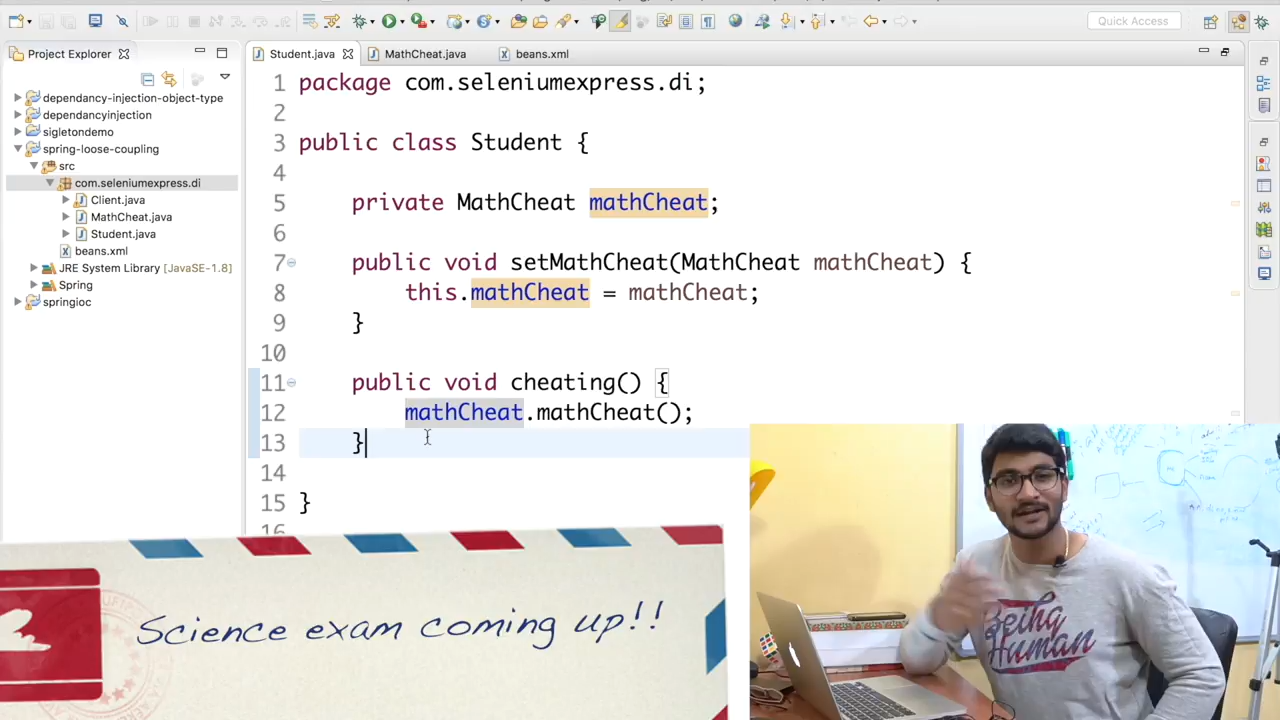 Quick Access
Project Explorer
Student.java
MathCheat.java
beans.xml
dependancy-injection-object-type
dependancyinjection
sigletondemo
spring-loose-coupling
src
com.seleniumexpress.di
Client.java
MathCheat.java
Student.java
beans.xml
JRE System Library [JavaSE-1.8]
Spring
springioc
1 package com.seleniumexpress.di;
2
3 public class Student {
4
5 private MathCheat mathCheat;
6
7 public void setMathCheat(MathCheat mathCheat) {
8 this.mathCheat = mathCheat;
9 }
10
11 public void cheating() {
12 mathCheat.mathCheat();
13 }
14
15 }
16
Science exam coming up!!
Being
Human